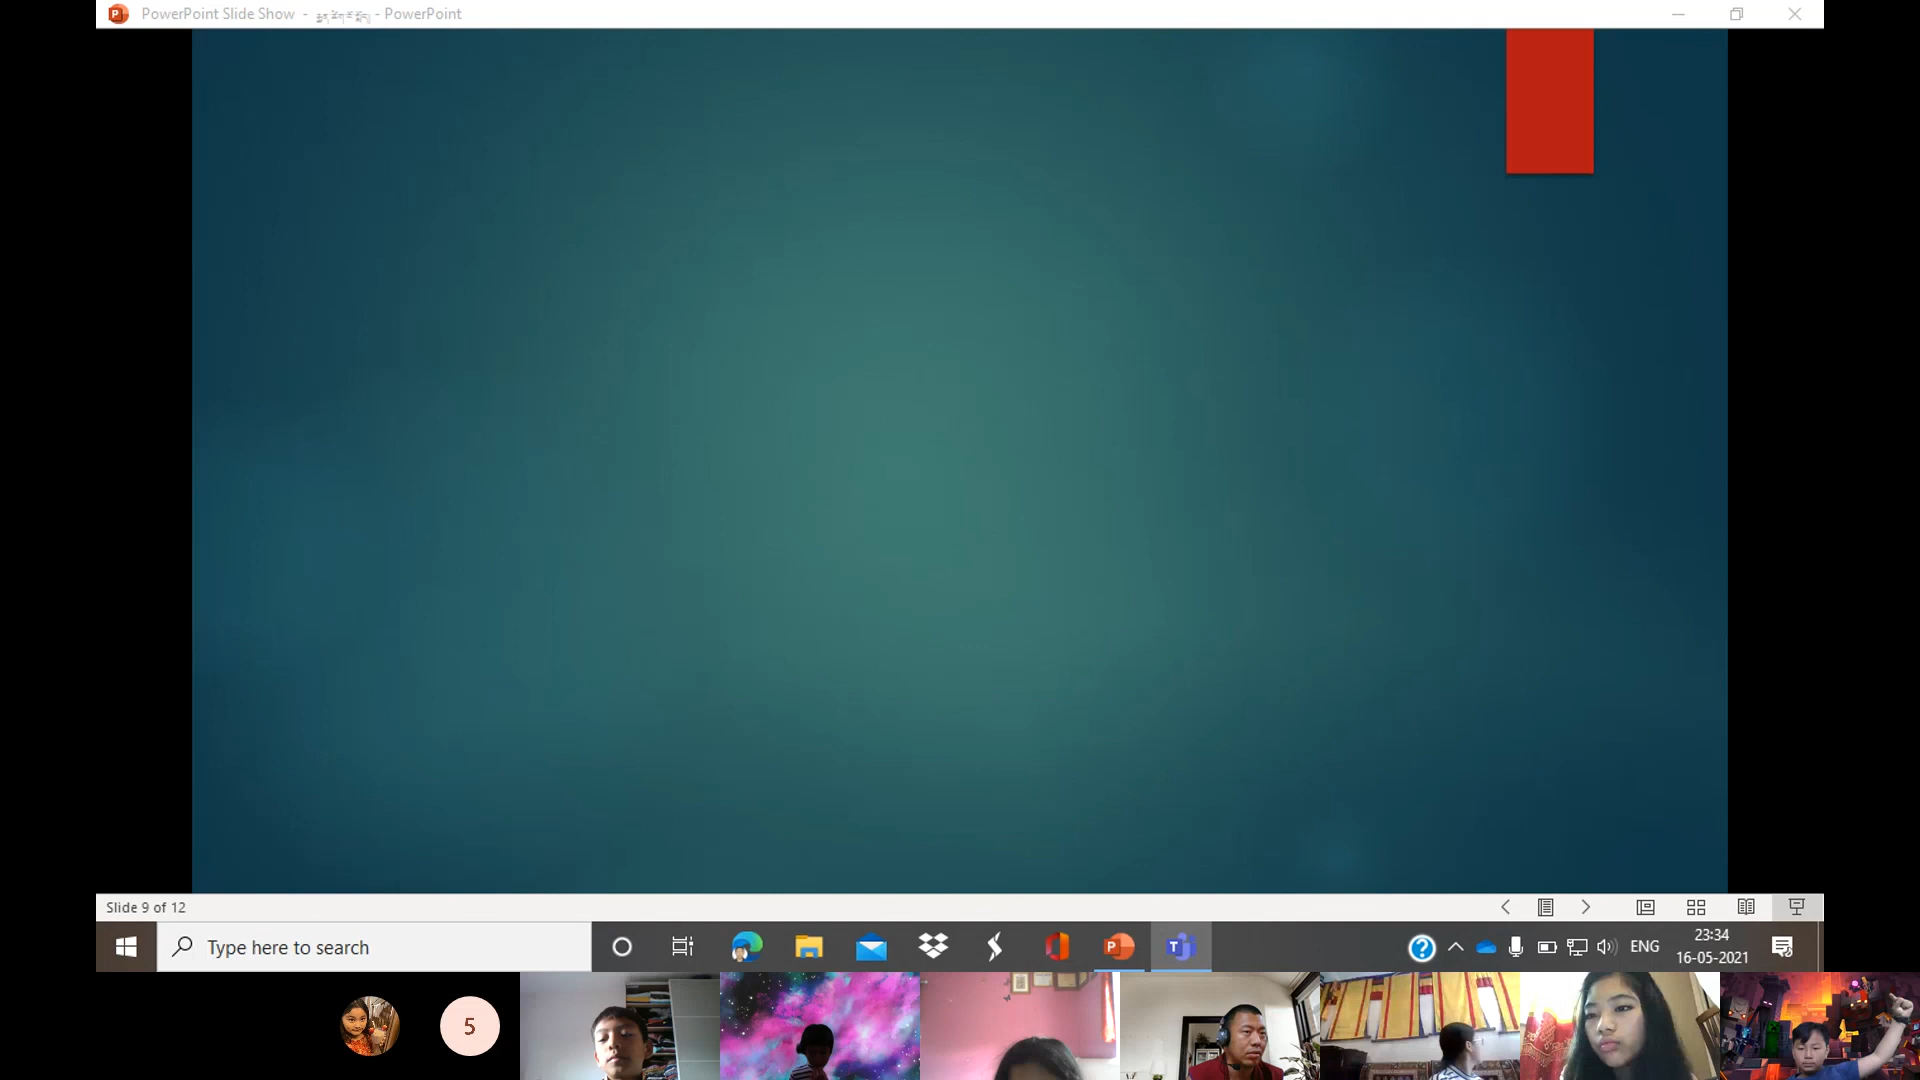 PowerPoint Slide Show - - PowerPoint
Slide 9 of 12
Type here to search
ENG
23:34
16-05-2021
5